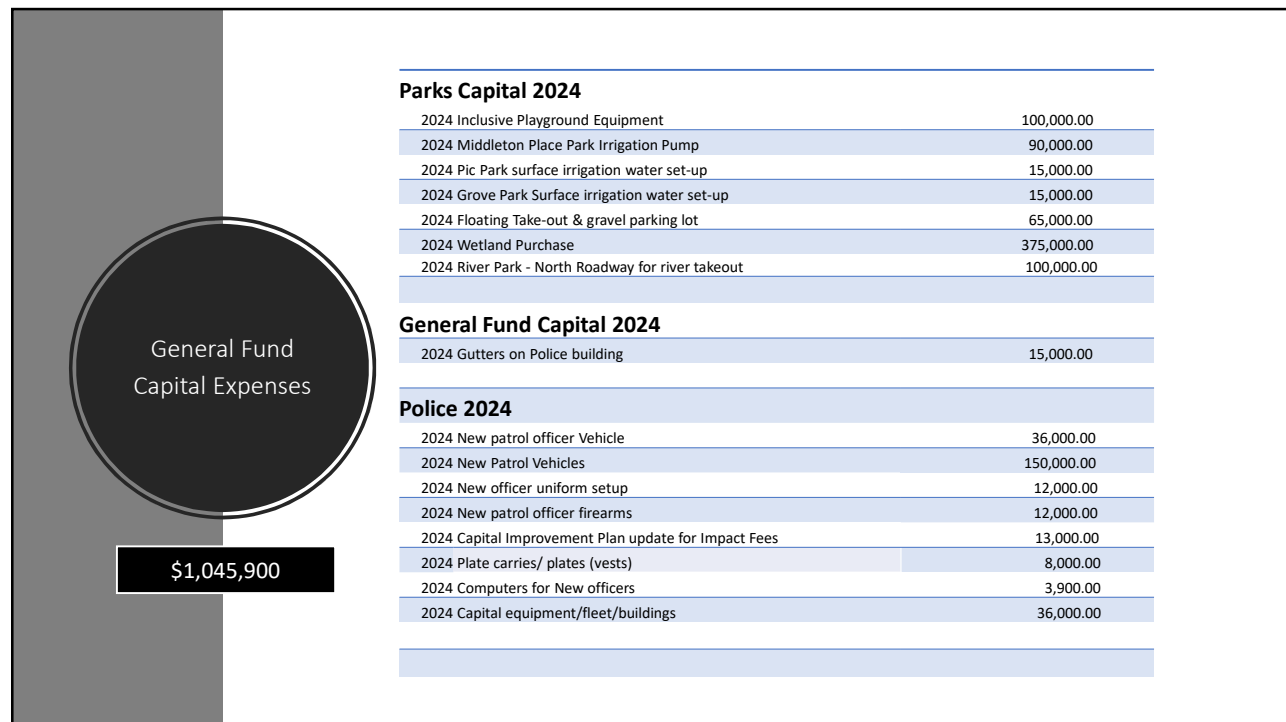 General Fund
Capital Expenses
$1,045,900
Parks Capital 2024
2024 Inclusive Playground Equipment 100,000.00
2024 Middleton Place Park Irrigation Pump 90,000.00
2024 Pic Park surface irrigation water set-up 15,000.00
2024 Grove Park Surface irrigation water set-up 15,000.00
2024 Floating Take-out & gravel parking lot 65,000.00
2024 Wetland Purchase 375,000.00
2024 River Park - North Roadway for river takeout 100,000.00
General Fund Capital 2024
2024 Gutters on Police building 15,000.00
Police 2024
2024 New patrol officer Vehicle 36,000.00
2024 New Patrol Vehicles 150,000.00
2024 New officer uniform setup 12,000.00
2024 New patrol officer firearms 12,000.00
2024 Capital Improvement Plan update for Impact Fees 13,000.00
2024 Plate carries/ plates (vests) 8,000.00
2024 Computers for New officers 3,900.00
2024 Capital equipment/fleet/buildings 36,000.00